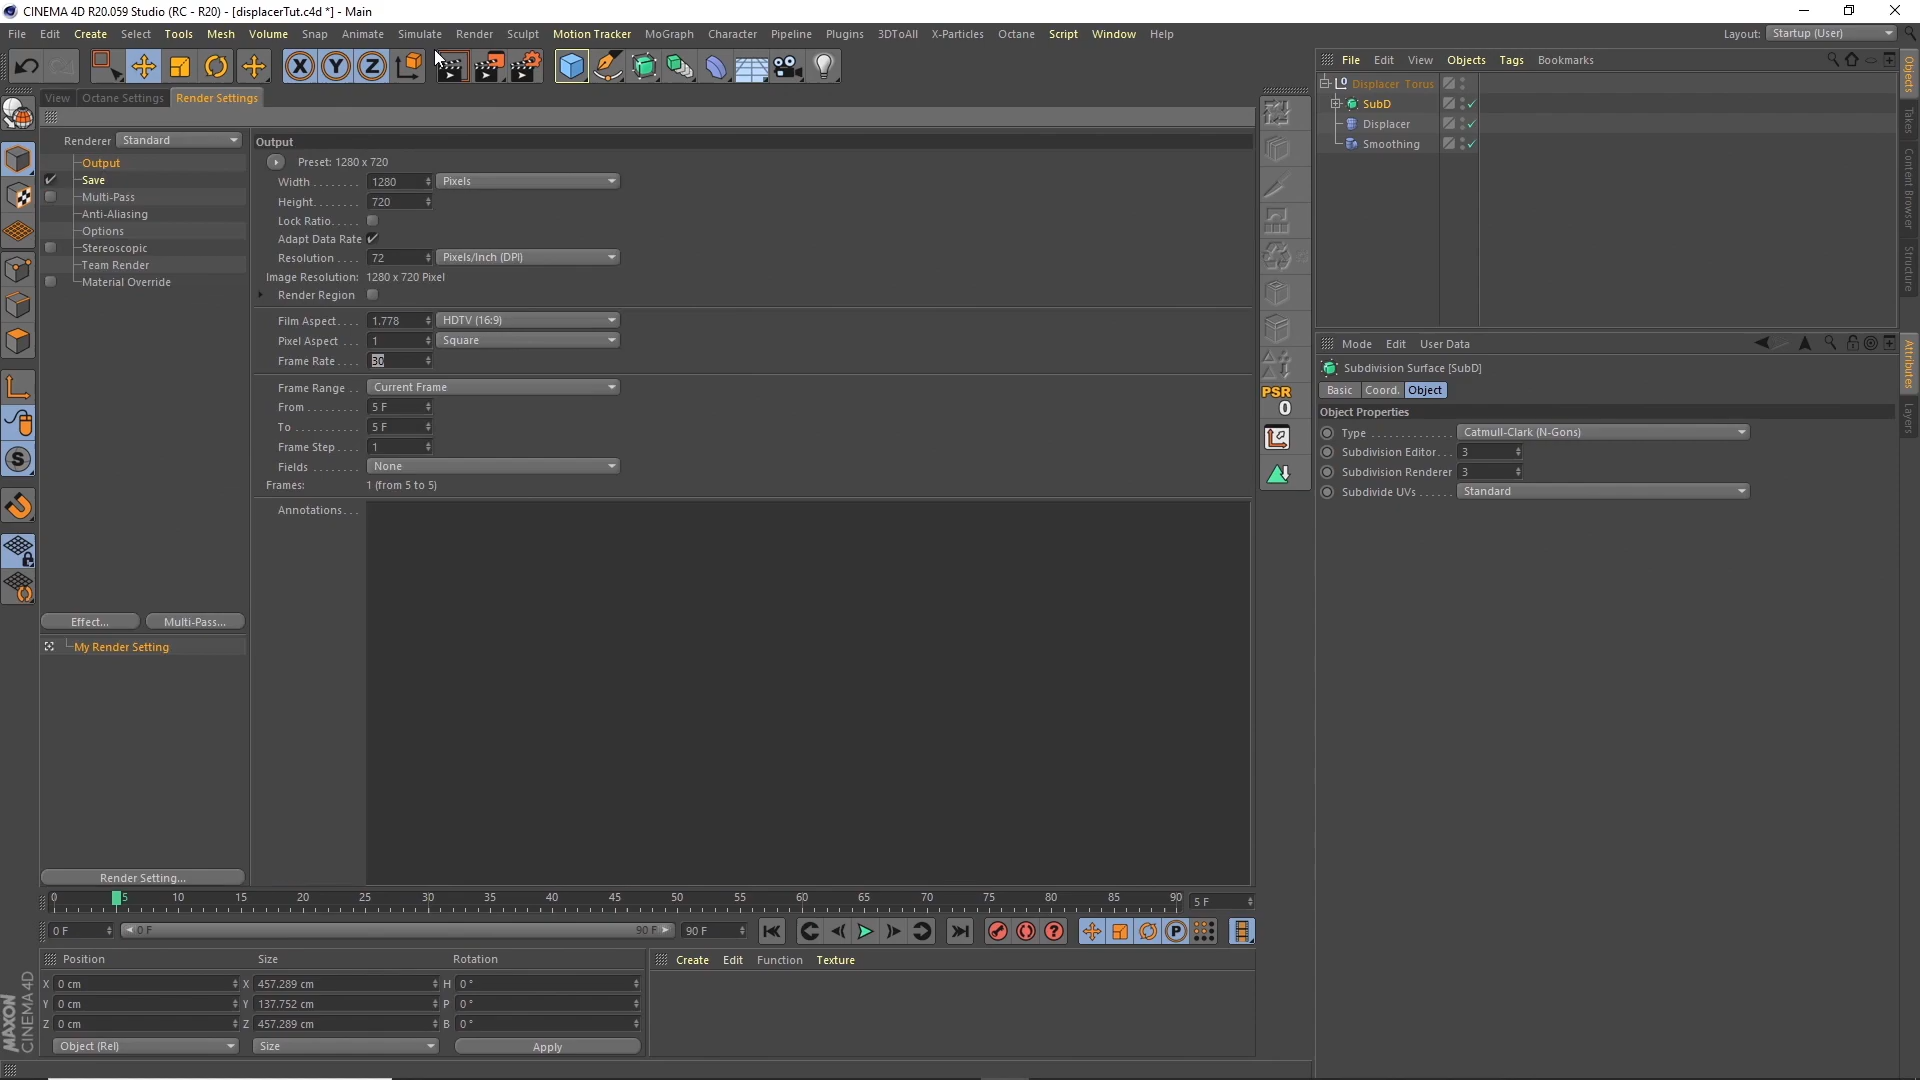 CINEMA 4D R20.059 Studio (RC - R20) - [displacerTut.c4d *] - Main
File Edit Create Select Tools Mesh Volume Snap Animate Simulate Render Sculpt Motion Tracker MoGraph Character Pipeline Plugins 3DToAll X-Particles Octane Script Window Help Layout: Startup (User)
X Y Z
File Edit View Objects Tags Bookmarks
View Octane Settings Render Settings
Displacer Torus
SubD
Displacer
Smoothing
Renderer Standard
Output
Save
Multi-Pass
Anti-Aliasing
Options
Stereoscopic
Team Render
Material Override
Effect... Multi-Pass...
My Render Setting
Render Setting...
Output
Preset: 1280 x 720
Width . . . . . . . . 1280 Pixels
Height. . . . . . . . 720
Lock Ratio. . . . .
Adapt Data Rate
Resolution . . . . 72 Pixels/Inch (DPI)
Image Resolution: 1280 x 720 Pixel
Render Region
Film Aspect. . . . 1.778 HDTV (16:9)
Pixel Aspect . . . 1 Square
Frame Rate . . . . 30
Frame Range . . Current Frame
From . . . . . . . . . 5 F
To . . . . . . . . . . . 5 F
Frame Step . . . . 1
Fields . . . . . . . . None
Frames: 1 (from 5 to 5)
Annotations. . .
PSR
0
Mode Edit User Data
Subdivision Surface [SubD]
Basic Coord. Object
Object Properties
Type . . . . . . . . . . . . . Catmull-Clark (N-Gons)
Subdivision Editor. . . 3
Subdivision Renderer 3
Subdivide UVs . . . . . . Standard
Objects
Takes
Content Browser
Structure
Attributes
Layers
0 5 10 15 20 25 30 35 40 45 50 55 60 65 70 75 80 85 90 5 F
0 F 0 F 90 F 90 F
Position Size Rotation
X 0 cm X 457.289 cm H 0 °
Y 0 cm Y 137.752 cm P 0 °
Z 0 cm Z 457.289 cm B 0 °
Object (Rel) Size Apply
Create Edit Function Texture
MAXON
CINEMA 4D